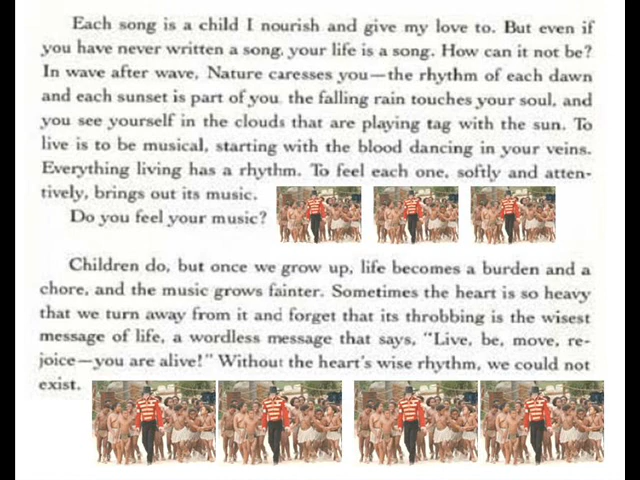 Each song is a child I nourish and give my love to. But even if
you have never written a song, your life is a song. How can it not be?
In wave after wave, Nature caresses you—the rhythm of each dawn
and each sunset is part of you, the falling rain touches your soul, and
you see yourself in the clouds that are playing tag with the sun. To
live is to be musical, starting with the blood dancing in your veins.
Everything living has a rhythm. To feel each one, softly and atten-
tively, brings out its music.
Do you feel your music?
Children do, but once we grow up, life becomes a burden and a
chore, and the music grows fainter. Sometimes the heart is so heavy
that we turn away from it and forget that its throbbing is the wisest
message of life, a wordless message that says, "Live, be, move, re-
joice—you are alive!" Without the heart's wise rhythm, we could not
exist.